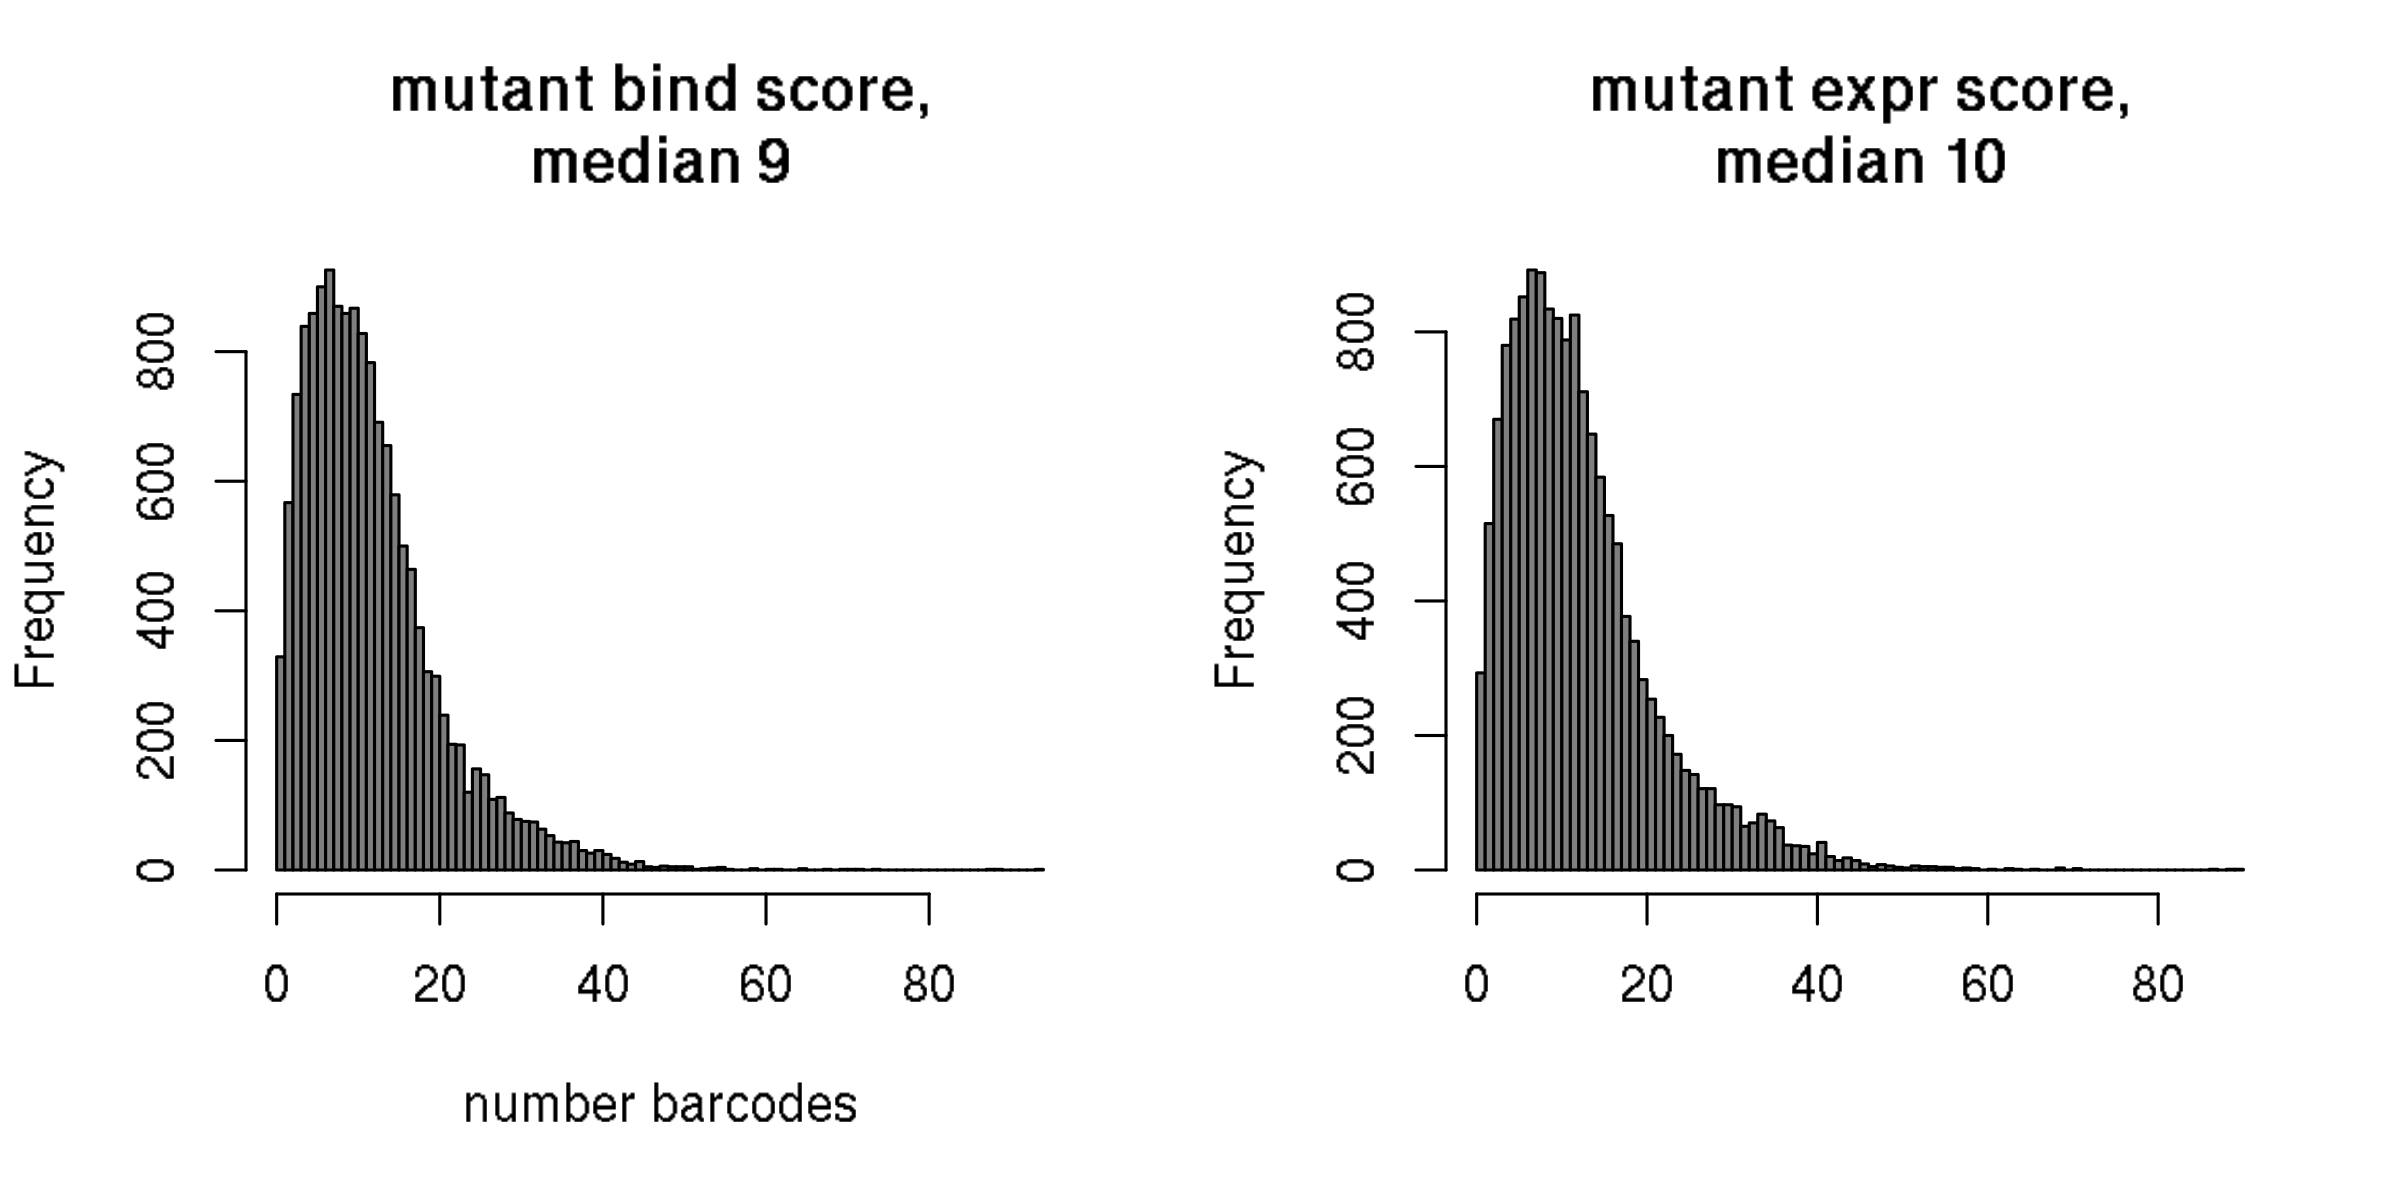 mutant bind score,
median 9
Frequency
0 200 400 600 800
0 20 40 60 80
number barcodes
mutant expr score,
median 10
Frequency
0 200 400 600 800
0 20 40 60 80